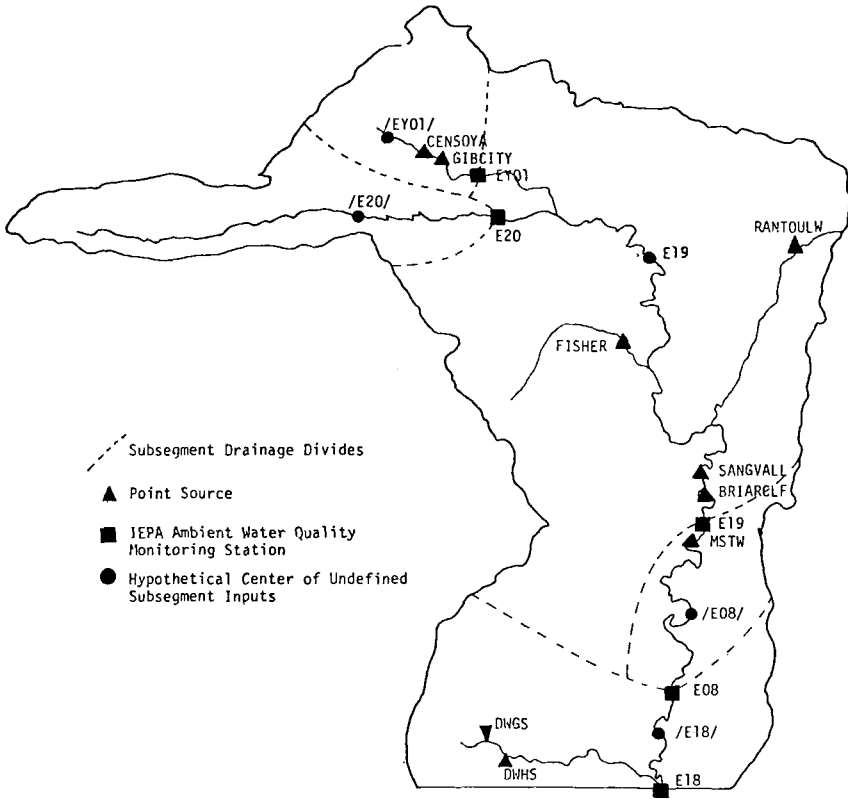 /EY01/
CENSOYA
GIBCITY
EY01
/E20/
E20
E19
RANTOULW
FISHER
SANGVALL
BRIARCLF
E19
MSTW
/E08/
E08
/E18/
DWGS
DWHS
E18
Subsegment Drainage Divides
Point Source
IEPA Ambient Water Quality
Monitoring Station
Hypothetical Center of Undefined
Subsegment Inputs